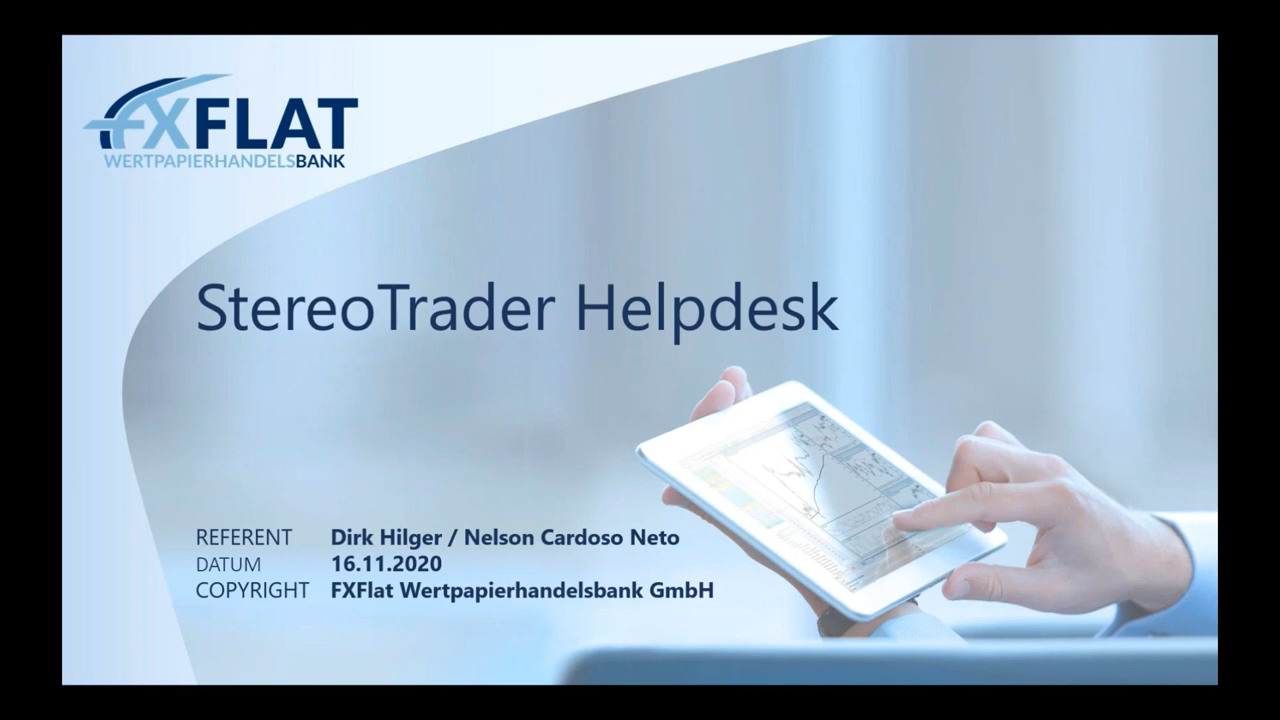 FXFLAT
WERTPAPIERHANDELSBANK
StereoTrader Helpdesk
REFERENT Dirk Hilger / Nelson Cardoso Neto
DATUM 16.11.2020
COPYRIGHT FXFlat Wertpapierhandelsbank GmbH